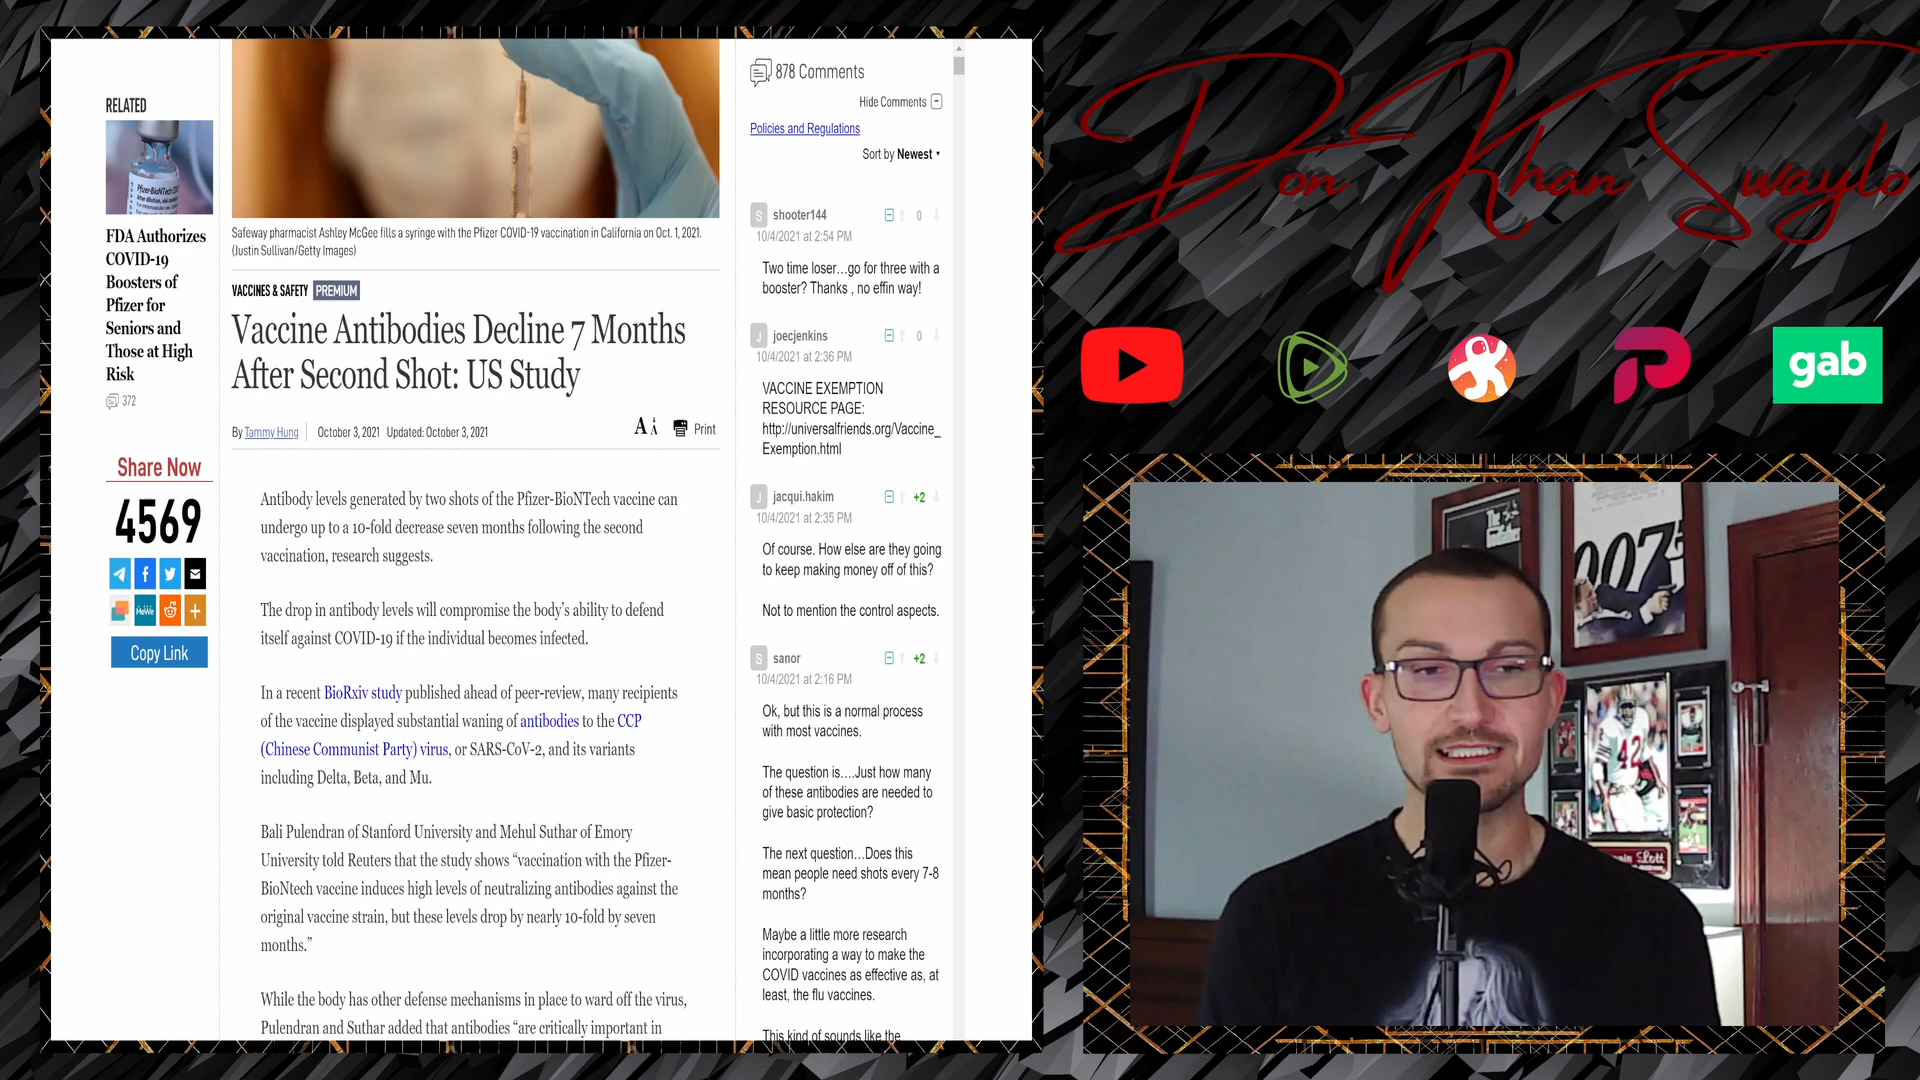 RELATED
FDA Authorizes
COVID-19
Boosters of
Pfizer for
Seniors and
Those at High
Risk
372
Share Now
4569
MeWe
Copy Link
Safeway pharmacist Ashley McGee fills a syringe with the Pfizer COVID-19 vaccination in California on Oct. 1, 2021.
(Justin Sullivan/Getty Images)
VACCINES & SAFETY PREMIUM
Vaccine Antibodies Decline 7 Months
After Second Shot: US Study
By Tammy Hung October 3, 2021 Updated: October 3, 2021
A A Print
Antibody levels generated by two shots of the Pfizer-BioNTech vaccine can
undergo up to a 10-fold decrease seven months following the second
vaccination, research suggests.
The drop in antibody levels will compromise the body's ability to defend
itself against COVID-19 if the individual becomes infected.
In a recent BioRxiv study published ahead of peer-review, many recipients
of the vaccine displayed substantial waning of antibodies to the CCP
(Chinese Communist Party) virus, or SARS-CoV-2, and its variants
including Delta, Beta, and Mu.
Bali Pulendran of Stanford University and Mehul Suthar of Emory
University told Reuters that the study shows “vaccination with the Pfizer-
BioNtech vaccine induces high levels of neutralizing antibodies against the
original vaccine strain, but these levels drop by nearly 10-fold by seven
months.”
While the body has other defense mechanisms in place to ward off the virus,
Pulendran and Suthar added that antibodies “are critically important in
878 Comments
Hide Comments
Policies and Regulations
Sort by Newest
S shooter144 0
10/4/2021 at 2:54 PM
Two time loser...go for three with a
booster? Thanks , no effin way!
J joecjenkins 0
10/4/2021 at 2:36 PM
VACCINE EXEMPTION
RESOURCE PAGE:
http://universalfriends.org/Vaccine_
Exemption.html
J jacqui.hakim +2
10/4/2021 at 2:35 PM
Of course. How else are they going
to keep making money off of this?
Not to mention the control aspects.
S sanor +2
10/4/2021 at 2:16 PM
Ok, but this is a normal process
with most vaccines.
The question is....Just how many
of these antibodies are needed to
give basic protection?
The next question...Does this
mean people need shots every 7-8
months?
Maybe a little more research
incorporating a way to make the
COVID vaccines as effective as, at
least, the flu vaccines.
This kind of sounds like the
Don Khan Swaylo
gab
007
42